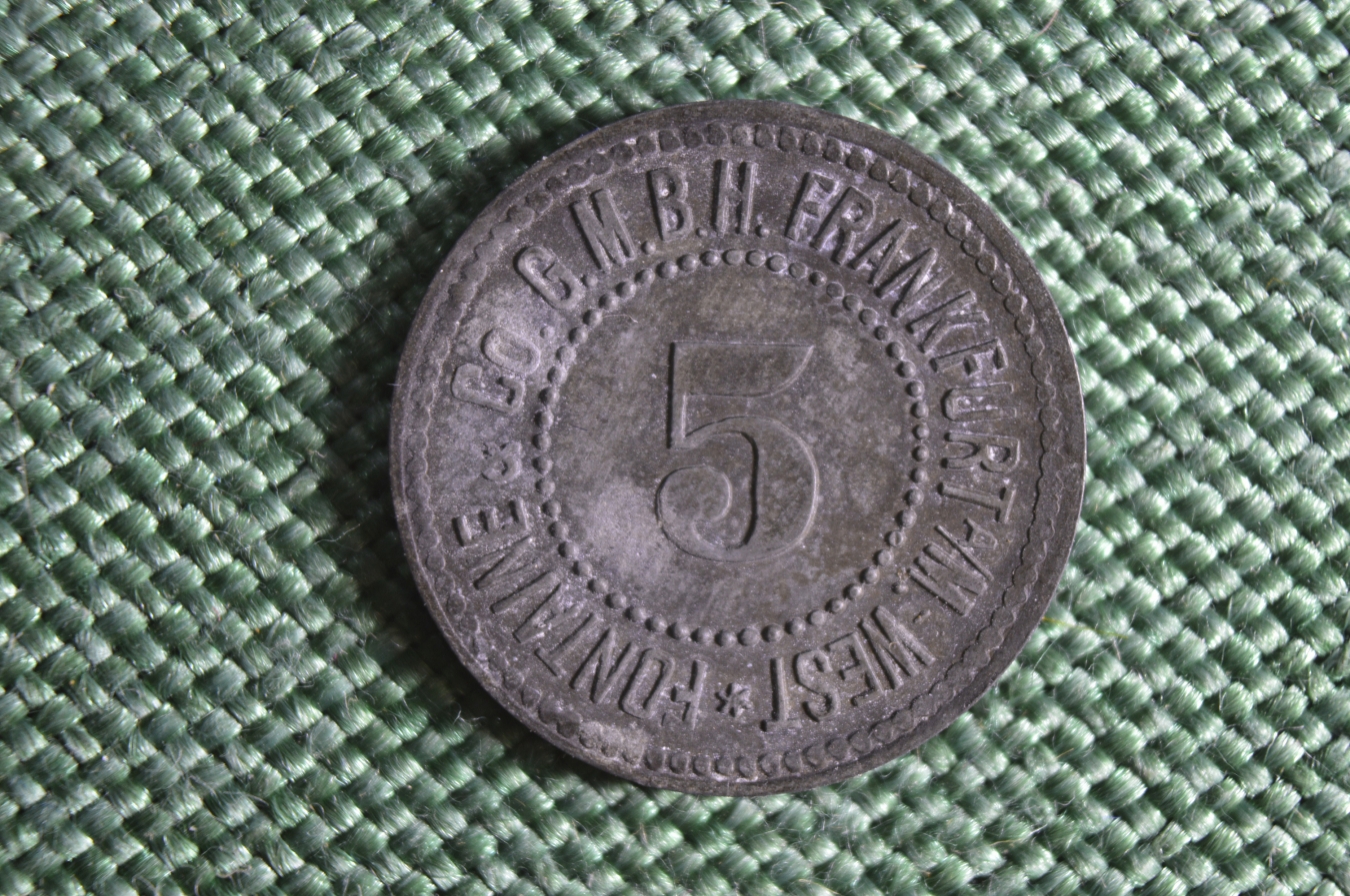 FONTAINE & CO. G.M.B.H. FRANKFURT-A/M. WEST *
5